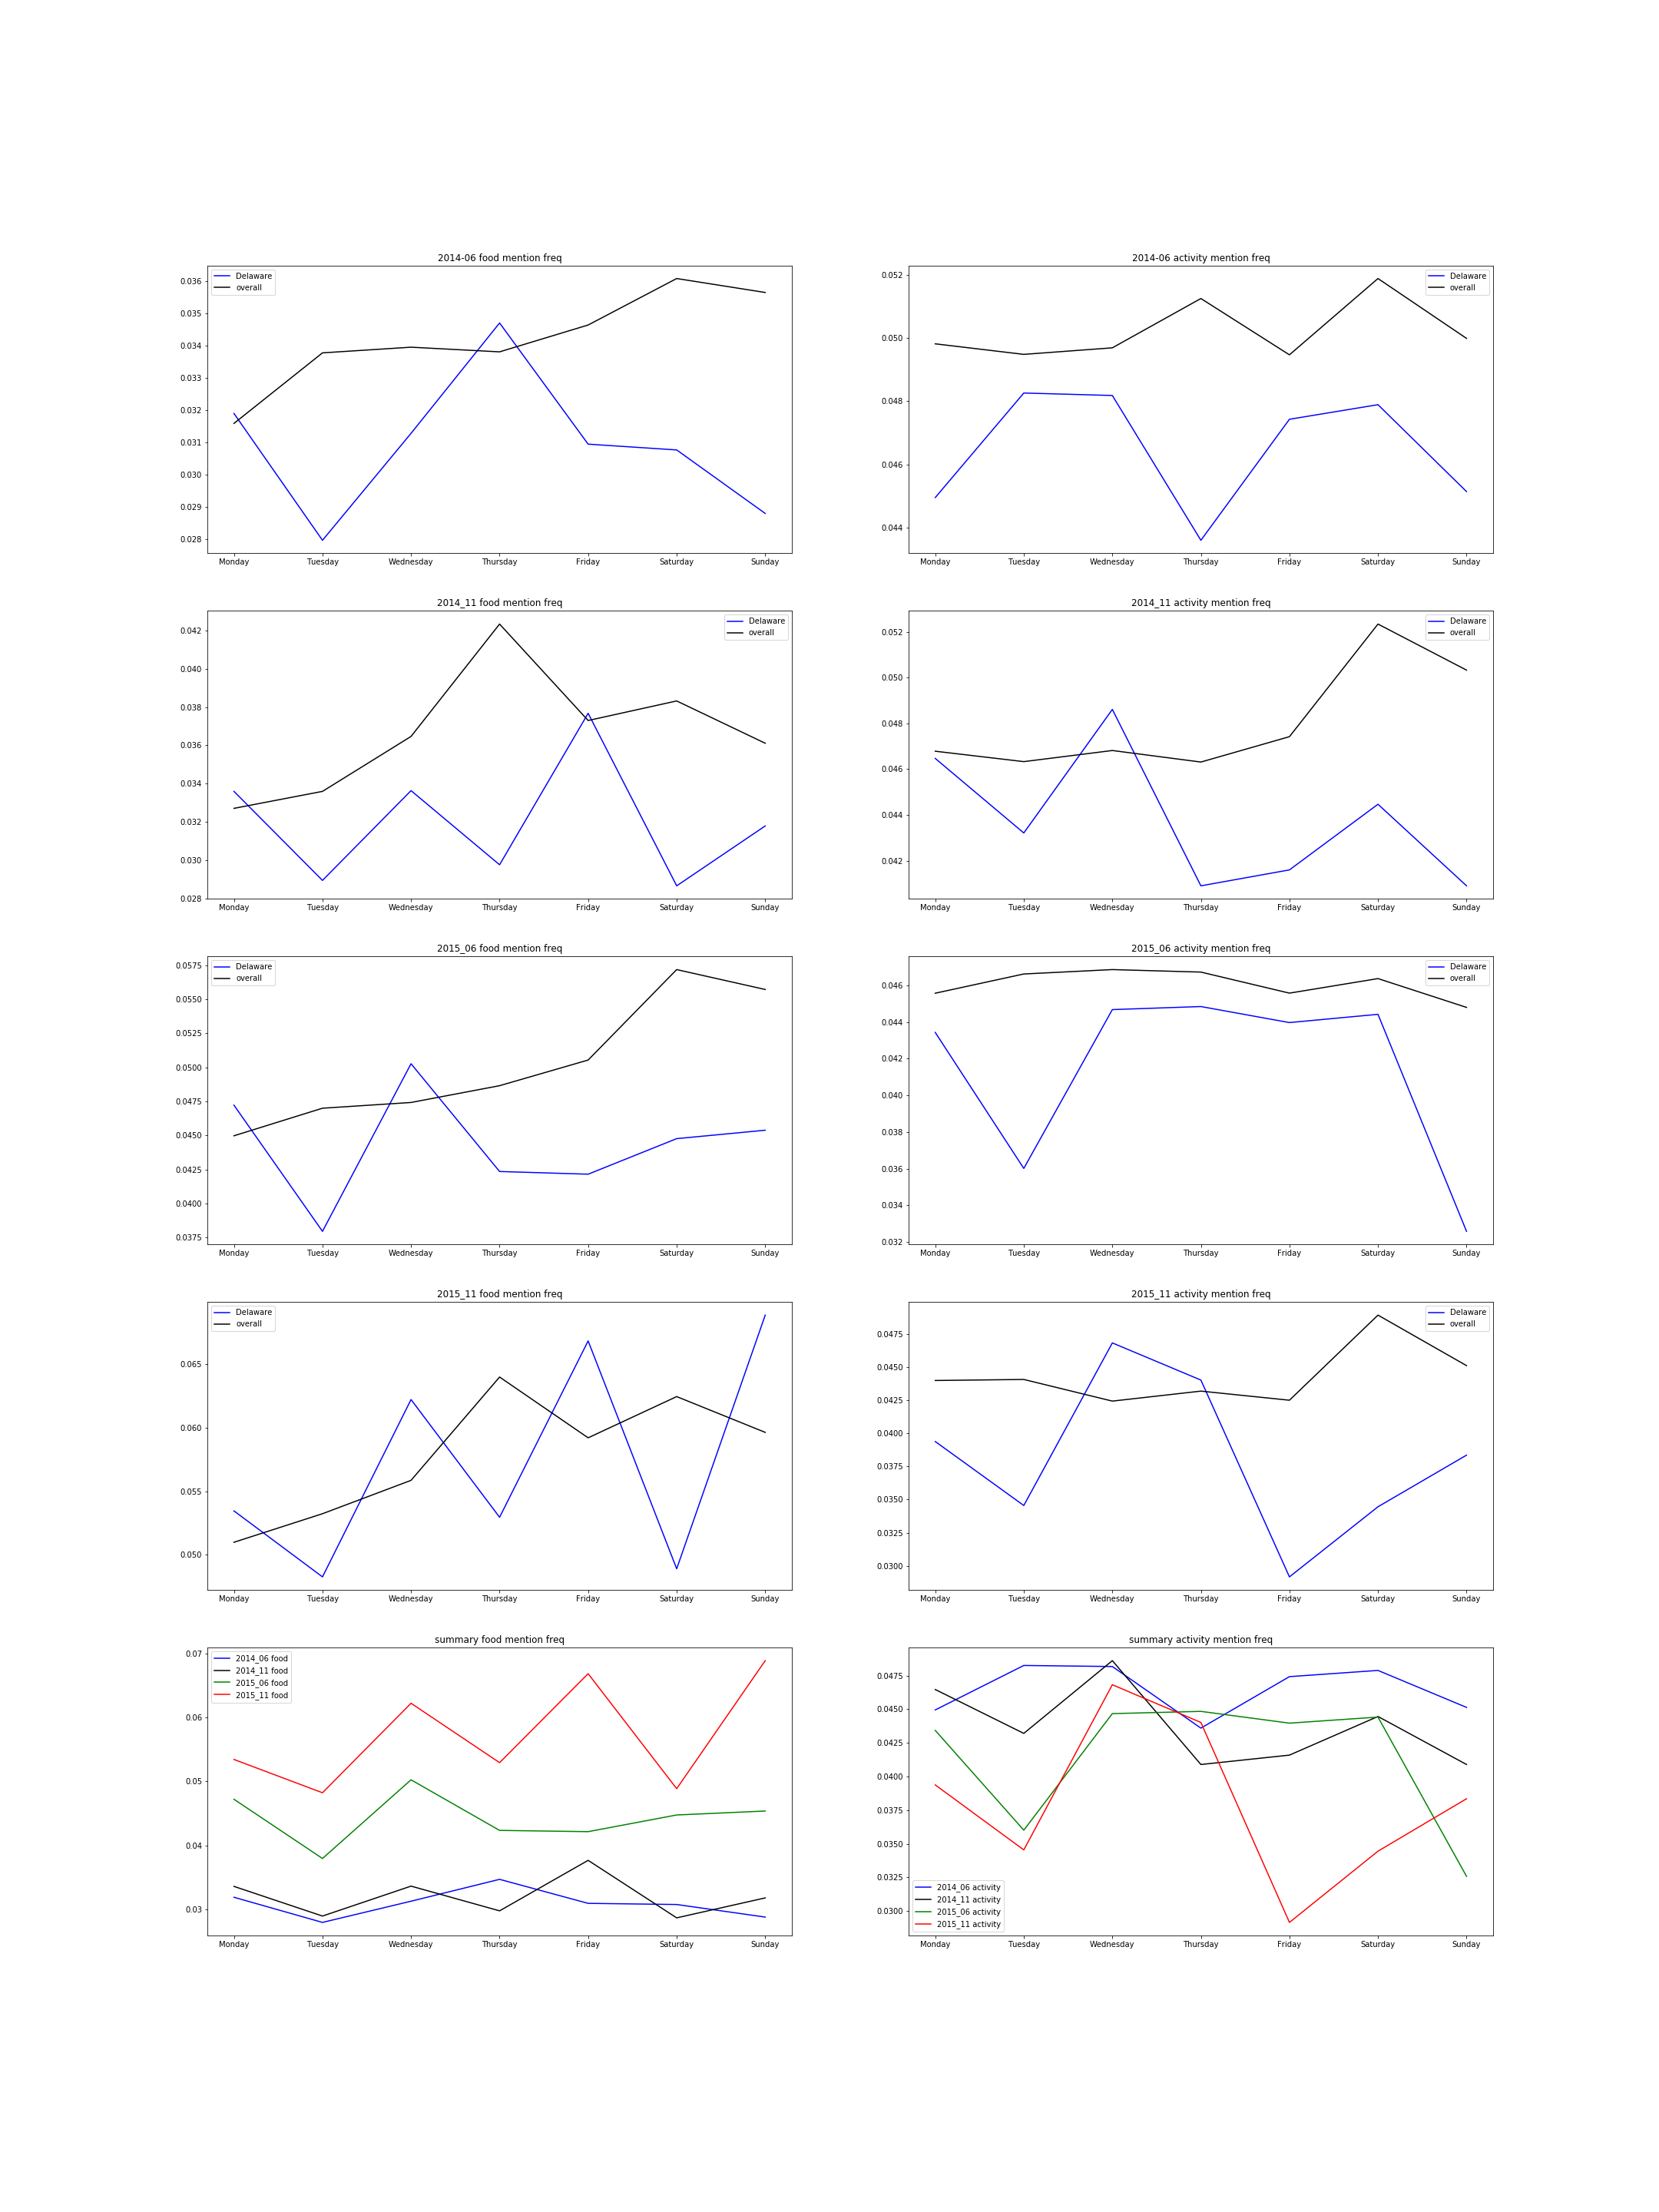 2014-06 food mention freq
Delaware
overall
0.036
0.035
0.034
0.033
0.032
0.031
0.030
0.029
0.028
Monday Tuesday Wednesday Thursday Friday Saturday Sunday
2014-06 activity mention freq
Delaware
overall
0.052
0.050
0.048
0.046
0.044
Monday Tuesday Wednesday Thursday Friday Saturday Sunday
2014_11 food mention freq
Delaware
overall
0.042
0.040
0.038
0.036
0.034
0.032
0.030
0.028
Monday Tuesday Wednesday Thursday Friday Saturday Sunday
2014_11 activity mention freq
Delaware
overall
0.052
0.050
0.048
0.046
0.044
0.042
Monday Tuesday Wednesday Thursday Friday Saturday Sunday
2015_06 food mention freq
Delaware
overall
0.0575
0.0550
0.0525
0.0500
0.0475
0.0450
0.0425
0.0400
0.0375
Monday Tuesday Wednesday Thursday Friday Saturday Sunday
2015_06 activity mention freq
Delaware
overall
0.046
0.044
0.042
0.040
0.038
0.036
0.034
0.032
Monday Tuesday Wednesday Thursday Friday Saturday Sunday
2015_11 food mention freq
Delaware
overall
0.065
0.060
0.055
0.050
Monday Tuesday Wednesday Thursday Friday Saturday Sunday
2015_11 activity mention freq
Delaware
overall
0.0475
0.0450
0.0425
0.0400
0.0375
0.0350
0.0325
0.0300
Monday Tuesday Wednesday Thursday Friday Saturday Sunday
summary food mention freq
2014_06 food
2014_11 food
2015_06 food
2015_11 food
0.07
0.06
0.05
0.04
0.03
Monday Tuesday Wednesday Thursday Friday Saturday Sunday
summary activity mention freq
0.0475
0.0450
0.0425
0.0400
0.0375
0.0350
0.0325
0.0300
2014_06 activity
2014_11 activity
2015_06 activity
2015_11 activity
Monday Tuesday Wednesday Thursday Friday Saturday Sunday